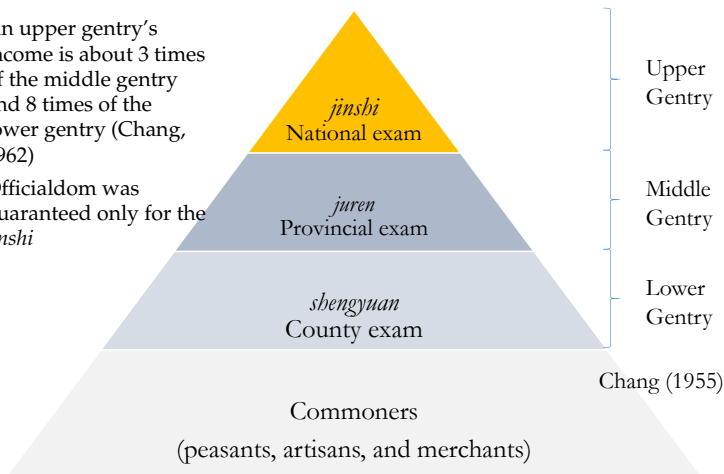 n upper gentry's
ncome is about 3 times
f the middle gentry
nd 8 times of the
ower gentry (Chang,
962)
fficialdom was
uaranteed only for the
nshi
jinshi
National exam
Upper
Gentry
juren
Provincial exam
Middle
Gentry
shengyuan
County exam
Lower
Gentry
Chang (1955)
Commoners
(peasants, artisans, and merchants)